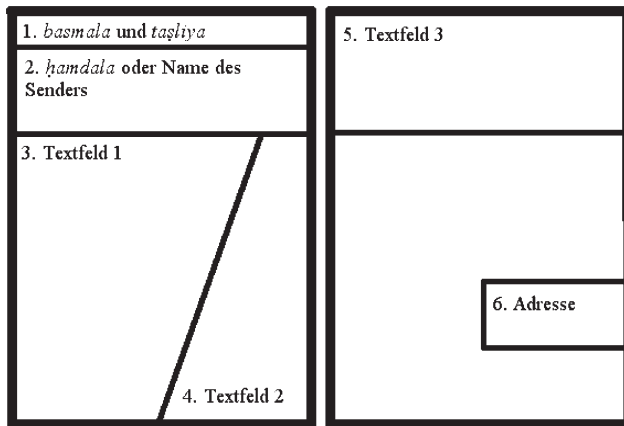 1. basmala und taṣliya
2. ḥamdala oder Name des
Senders
3. Textfeld 1
4. Textfeld 2
5. Textfeld 3
6. Adresse